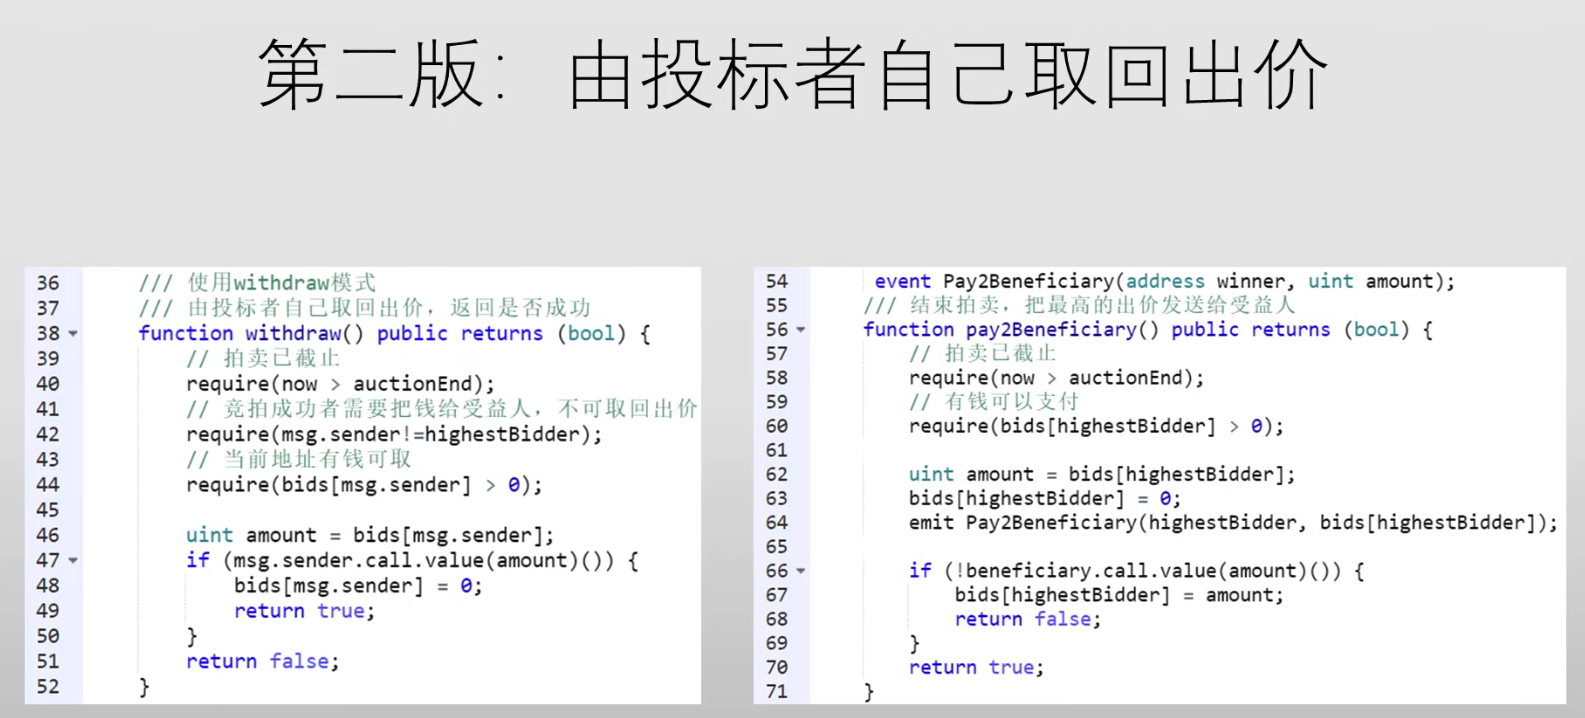 第二版：由投标者自己取回出价
36 /// 使用withdraw模式
37 /// 由投标者自己取回出价，返回是否成功
38 function withdraw() public returns (bool) {
39 // 拍卖已截止
40 require(now > auctionEnd);
41 // 竞拍成功者需要把钱给受益人，不可取回出价
42 require(msg.sender!=highestBidder);
43 // 当前地址有钱可取
44 require(bids[msg.sender] > 0);
45
46 uint amount = bids[msg.sender];
47 if (msg.sender.call.value(amount)()) {
48 bids[msg.sender] = 0;
49 return true;
50 }
51 return false;
52 }
54 event Pay2Beneficiary(address winner, uint amount);
55 /// 结束拍卖，把最高的出价发送给受益人
56 function pay2Beneficiary() public returns (bool) {
57 // 拍卖已截止
58 require(now > auctionEnd);
59 // 有钱可以支付
60 require(bids[highestBidder] > 0);
61
62 uint amount = bids[highestBidder];
63 bids[highestBidder] = 0;
64 emit Pay2Beneficiary(highestBidder, bids[highestBidder]);
65
66 if (!beneficiary.call.value(amount)()) {
67 bids[highestBidder] = amount;
68 return false;
69 }
70 return true;
71 }